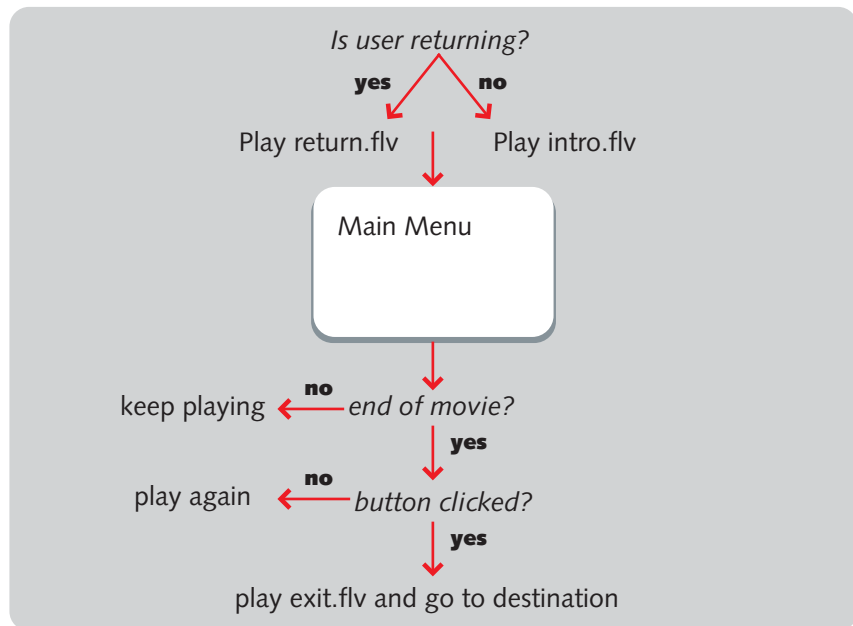 Is user returning?
yes no
Play return.flv Play intro.flv
Main Menu
no
keep playing end of movie?
yes
no
play again button clicked?
yes
play exit.flv and go to destination